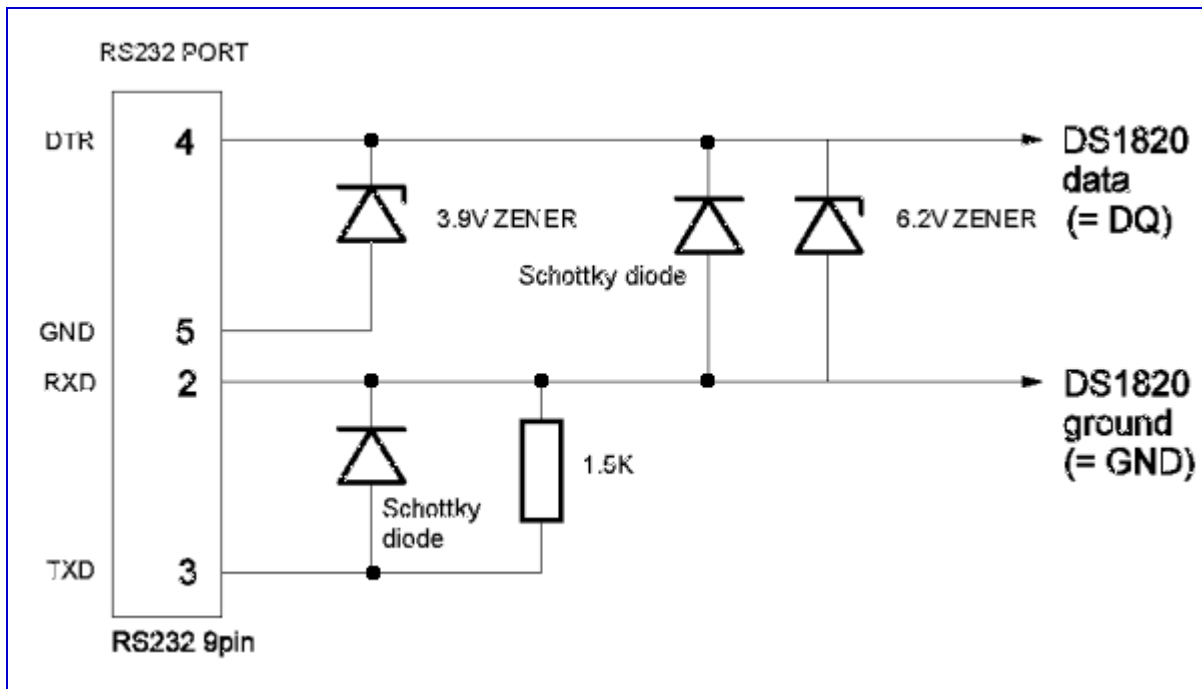 RS232 PORT
DTR
4
3.9V ZENER
Schottky diode
6.2V ZENER
DS1820
data
(= DQ)
GND
5
RXD
2
DS1820
ground
(= GND)
1.5K
Schottky
diode
TXD
3
RS232 9pin